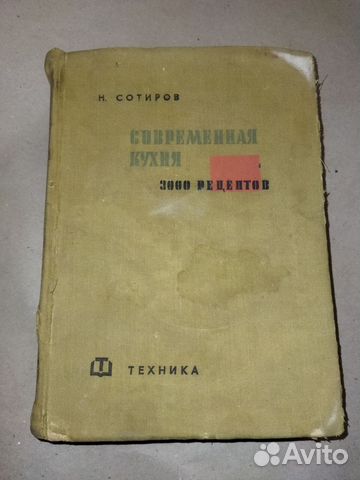 Н. СОТИРОВ
СОВРЕМЕННАЯ
КУХНЯ
3000 РЕЦЕПТОВ
Т ТЕХНИКА
Avito